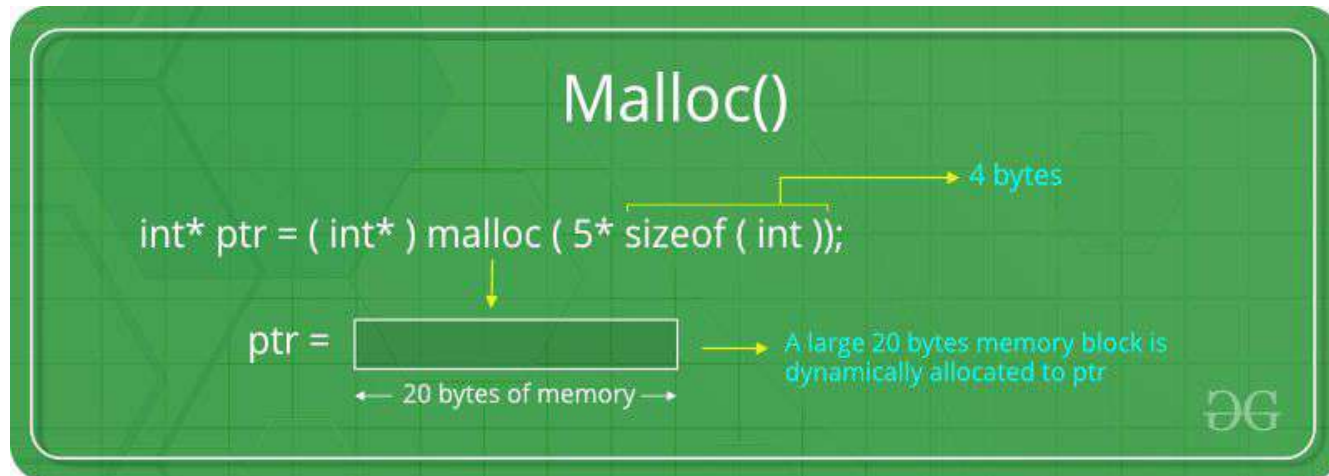 Malloc()
4 bytes
int* ptr = ( int* ) malloc ( 5* sizeof ( int ));
ptr =
A large 20 bytes memory block is
dynamically allocated to ptr
20 bytes of memory